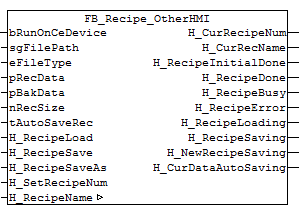 FB_Recipe_OtherHMI
bRunOnCeDevice H_CurRecipeNum
sgFilePath H_CurRecName
eFileType H_RecipeInitialDone
pRecData H_RecipeDone
pBakData H_RecipeBusy
nRecSize H_RecipeError
tAutoSaveRec H_RecipeLoading
H_RecipeLoad H_RecipeSaving
H_RecipeSave H_NewRecipeSaving
H_RecipeSaveAs H_CurDataAutoSaving
H_SetRecipeNum
H_RecipeName